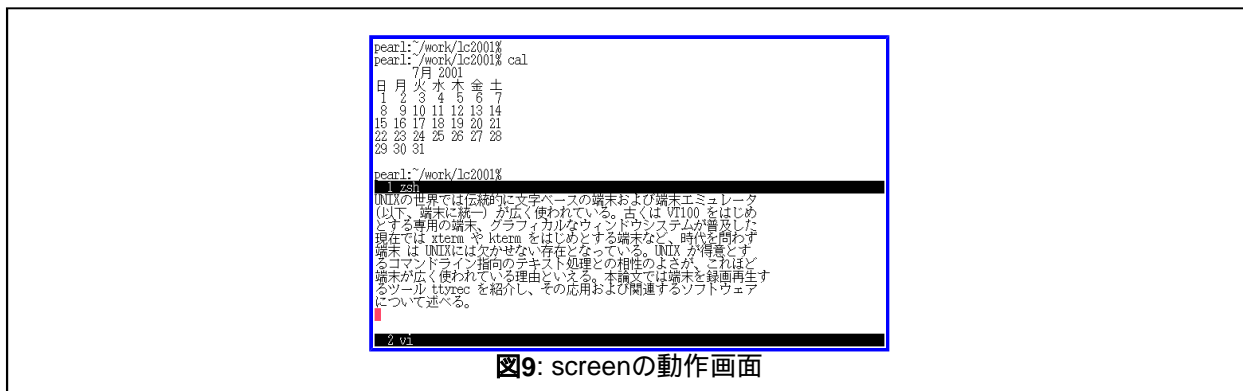 pearl:~/work/lc2001%
pearl:~/work/lc2001% cal
7月 2001
日 月 火 水 木 金 土
1 2 3 4 5 6 7
8 9 10 11 12 13 14
15 16 17 18 19 20 21
22 23 24 25 26 27 28
29 30 31
pearl:~/work/lc2001%
1 zsh
UNIXの世界では伝統的に文字ベースの端末および端末エミュレータ
(以下、端末に統一) が広く使われている。古くは VT100 をはじめ
とする専用の端末、グラフィカルなウィンドウシステムが普及した
現在では xterm や kterm をはじめとする端末など、時代を問わず
端末 は UNIXには欠かせない存在となっている。UNIX が得意とす
るコマンドライン指向のテキスト処理との相性のよさが、これほど
端末が広く使われている理由といえる。本論文では端末を録画再生す
るツール ttyrec を紹介し、その応用および関連するソフトウェア
について述べる。
2 vi
図9: screenの動作画面